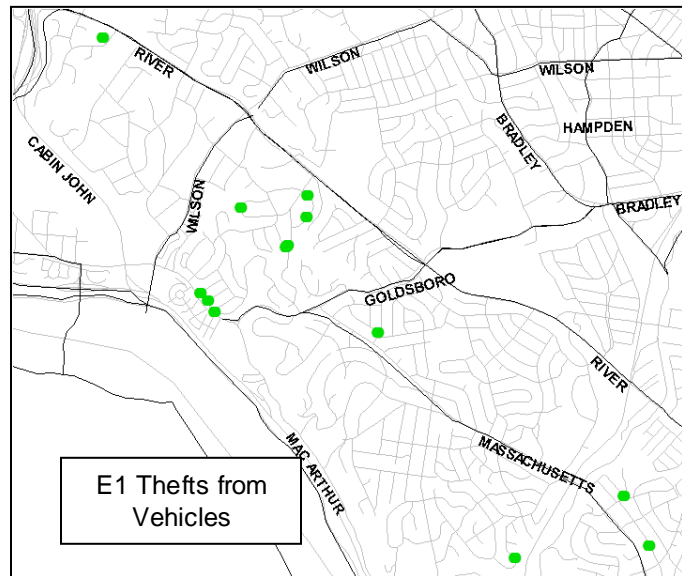 RIVER
WILSON
WILSON
BRADLEY
HAMPDEN
CABIN JOHN
WILSON
BRADLEY
GOLDSBORO
RIVER
MAC ARTHUR
MASSACHUSETTS
E1 Thefts from
Vehicles